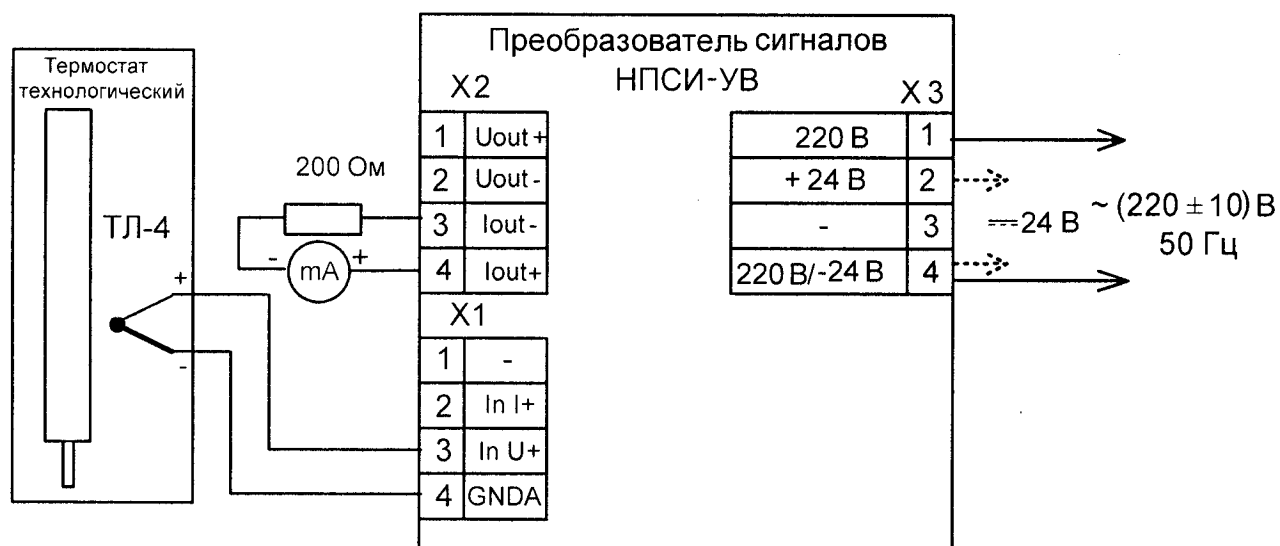 Преобразователь сигналов
НПСИ-УВ
Термостат
технологический
ТЛ-4
+
-
200 Ом
- mA +
X2
1 Uout+
2 Uout-
3 Iout-
4 Iout+
X1
1 -
2 In I+
3 In U+
4 GNDA
X3
220 В 1
+ 24 В 2
- 3
220 В/-24 В 4
⎓24 В
~ (220 ± 10) В
50 Гц